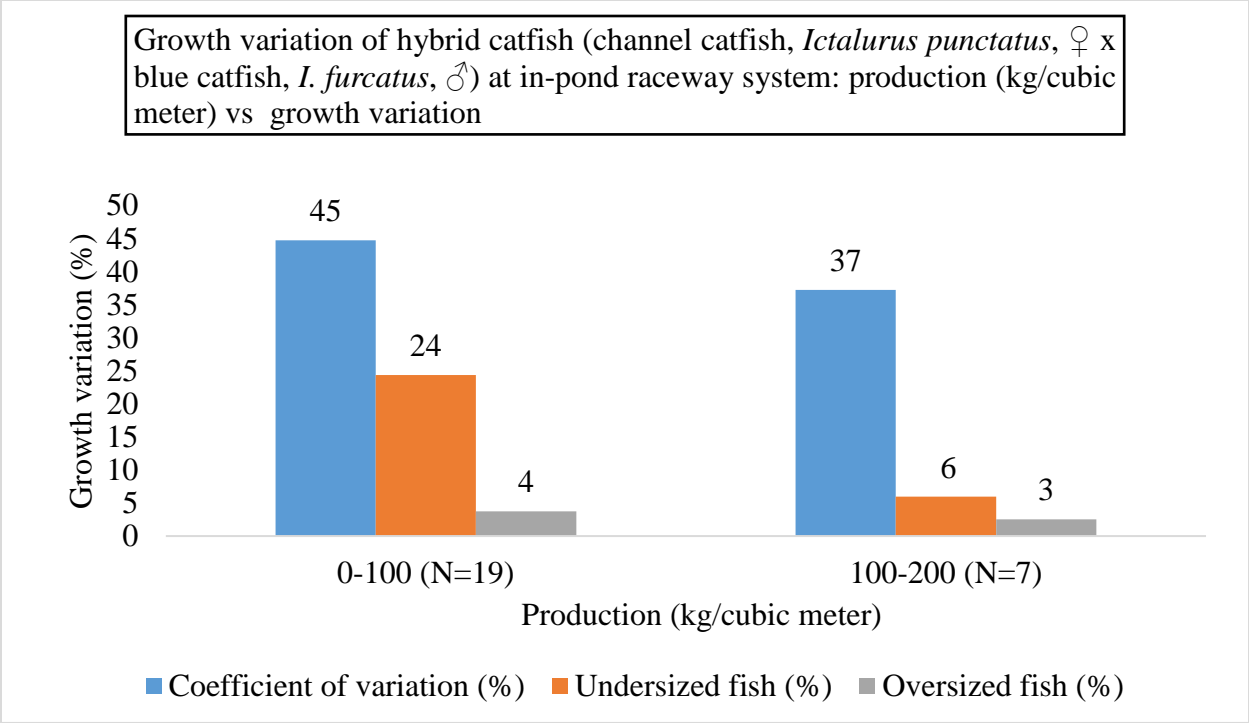 Growth variation of hybrid catfish (channel catfish, Ictalurus punctatus, ♀ x
blue catfish, I. furcatus, ♂) at in-pond raceway system: production (kg/cubic
meter) vs growth variation
Growth variation (%)
50
45
40
35
30
25
20
15
10
5
0
45
24
4
37
6
3
0-100 (N=19)
100-200 (N=7)
Production (kg/cubic meter)
Coefficient of variation (%)
Undersized fish (%)
Oversized fish (%)